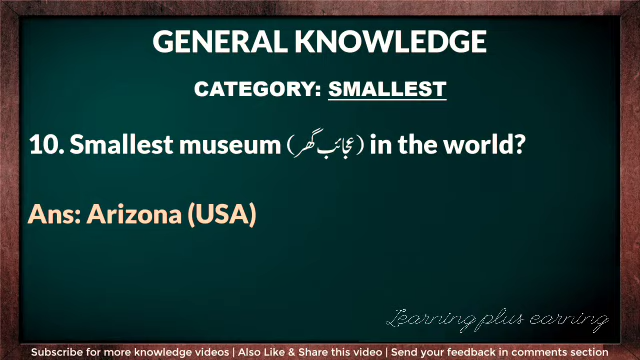 GENERAL KNOWLEDGE
CATEGORY: SMALLEST
10. Smallest museum (عجائب گھر) in the world?
Ans: Arizona (USA)
Learning plus earning
Subscribe for more knowledge videos | Also Like & Share this video | Send your feedback in comments section